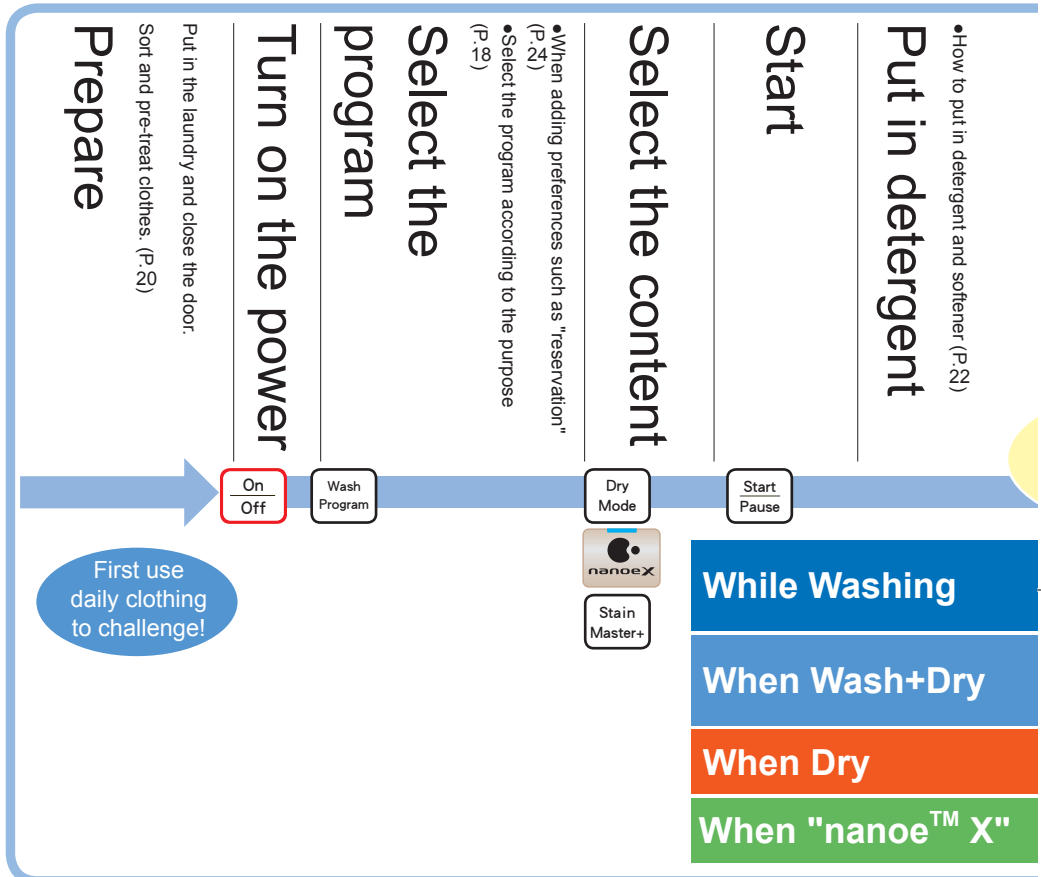 Prepare
Sort and pre-treat clothes. (P.20)
Put in the laundry and close the door.
Turn on the power
Select the
program
●Select the program according to the purpose
(P.18)
●When adding preferences such as "reservation"
(P.24)
Select the content
Start
Put in detergent
●How to put in detergent and softener (P.22)
On
Off
Wash
Program
Dry
Mode
nanoeX
Stain
Master+
Start
Pause
First use
daily clothing
to challenge!
While Washing
When Wash+Dry
When Dry
When "nanoe™ X"